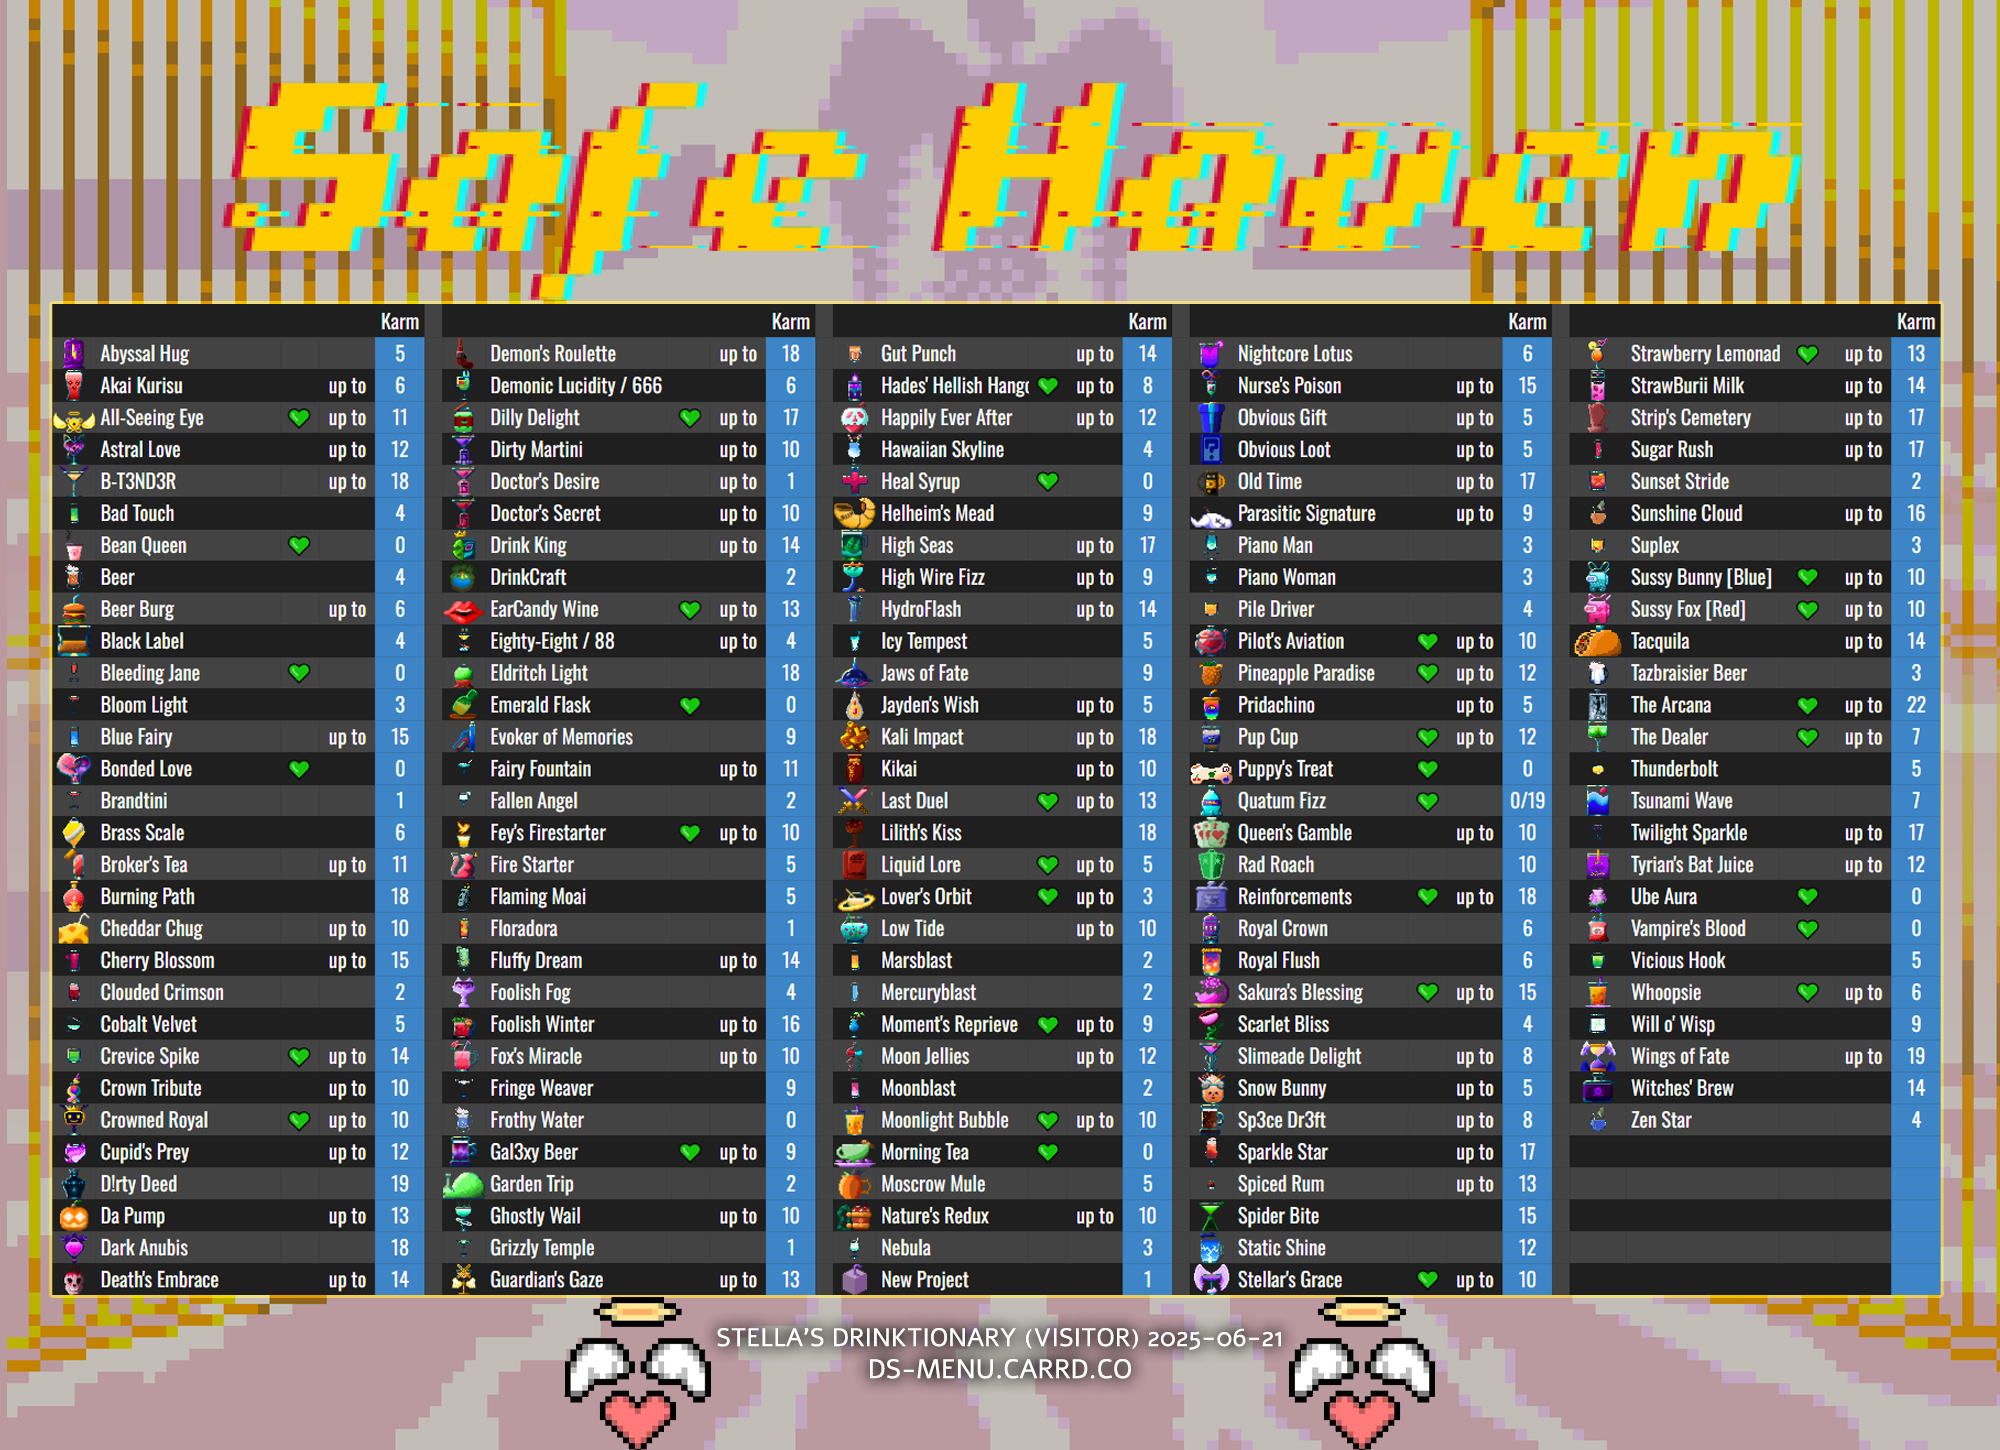 Safe Haven
Karm
Abyssal Hug 5
Akai Kurisu up to 6
All-Seeing Eye up to 11
Astral Love up to 12
B-T3ND3R up to 18
Bad Touch 4
Bean Queen 0
Beer 4
Beer Burg up to 6
Black Label 4
Bleeding Jane 0
Bloom Light 3
Blue Fairy up to 15
Bonded Love 0
Brandtini 1
Brass Scale 6
Broker's Tea up to 11
Burning Path 18
Cheddar Chug up to 10
Cherry Blossom up to 15
Clouded Crimson 2
Cobalt Velvet 5
Crevice Spike up to 14
Crown Tribute up to 10
Crowned Royal up to 10
Cupid's Prey up to 12
D!rty Deed 19
Da Pump up to 13
Dark Anubis 18
Death's Embrace up to 14
Karm
Demon's Roulette up to 18
Demonic Lucidity / 666 6
Dilly Delight up to 17
Dirty Martini up to 10
Doctor's Desire up to 1
Doctor's Secret up to 10
Drink King up to 14
DrinkCraft 2
EarCandy Wine up to 13
Eighty-Eight / 88 up to 4
Eldritch Light 18
Emerald Flask 0
Evoker of Memories 9
Fairy Fountain up to 11
Fallen Angel 2
Fey's Firestarter up to 10
Fire Starter 5
Flaming Moai 5
Floradora 1
Fluffy Dream up to 14
Foolish Fog 4
Foolish Winter up to 16
Fox's Miracle up to 10
Fringe Weaver 9
Frothy Water 0
Gal3xy Beer up to 9
Garden Trip 2
Ghostly Wail up to 10
Grizzly Temple 1
Guardian's Gaze up to 13
Karm
Gut Punch up to 14
Hades' Hellish Hang up to 8
Happily Ever After up to 12
Hawaiian Skyline 4
Heal Syrup 0
Helheim's Mead 9
High Seas up to 17
High Wire Fizz up to 9
HydroFlash up to 14
Icy Tempest 5
Jaws of Fate 9
Jayden's Wish up to 5
Kali Impact up to 18
Kikai up to 10
Last Duel up to 13
Lilith's Kiss 18
Liquid Lore up to 5
Lover's Orbit up to 3
Low Tide up to 10
Marsblast 2
Mercuryblast 2
Moment's Reprieve up to 9
Moon Jellies up to 12
Moonblast 2
Moonlight Bubble up to 10
Morning Tea 0
Moscrow Mule 5
Nature's Redux up to 10
Nebula 3
New Project 1
Karm
Nightcore Lotus 6
Nurse's Poison up to 15
Obvious Gift up to 5
Obvious Loot up to 5
Old Time up to 17
Parasitic Signature up to 9
Piano Man 3
Piano Woman 3
Pile Driver 4
Pilot's Aviation up to 10
Pineapple Paradise up to 12
Pridachino up to 5
Pup Cup up to 12
Puppy's Treat 0
Quatum Fizz 0/19
Queen's Gamble up to 10
Rad Roach 10
Reinforcements up to 18
Royal Crown 6
Royal Flush 6
Sakura's Blessing up to 15
Scarlet Bliss 4
Slimeade Delight up to 8
Snow Bunny up to 5
Sp3ce Dr3ft up to 8
Sparkle Star up to 17
Spiced Rum up to 13
Spider Bite 15
Static Shine 12
Stellar's Grace up to 10
Karm
Strawberry Lemonad up to 13
StrawBurii Milk up to 14
Strip's Cemetery up to 17
Sugar Rush up to 17
Sunset Stride 2
Sunshine Cloud up to 16
Suplex 3
Sussy Bunny [Blue] up to 10
Sussy Fox [Red] up to 10
Tacquila up to 14
Tazbraisier Beer 3
The Arcana up to 22
The Dealer up to 7
Thunderbolt 5
Tsunami Wave 7
Twilight Sparkle up to 17
Tyrian's Bat Juice up to 12
Ube Aura 0
Vampire's Blood 0
Vicious Hook 5
Whoopsie up to 6
Will o' Wisp 9
Wings of Fate up to 19
Witches' Brew 14
Zen Star 4
STELLA'S DRINKTIONARY (VISITOR) 2025-06-21
DS-MENU.CARRD.CO